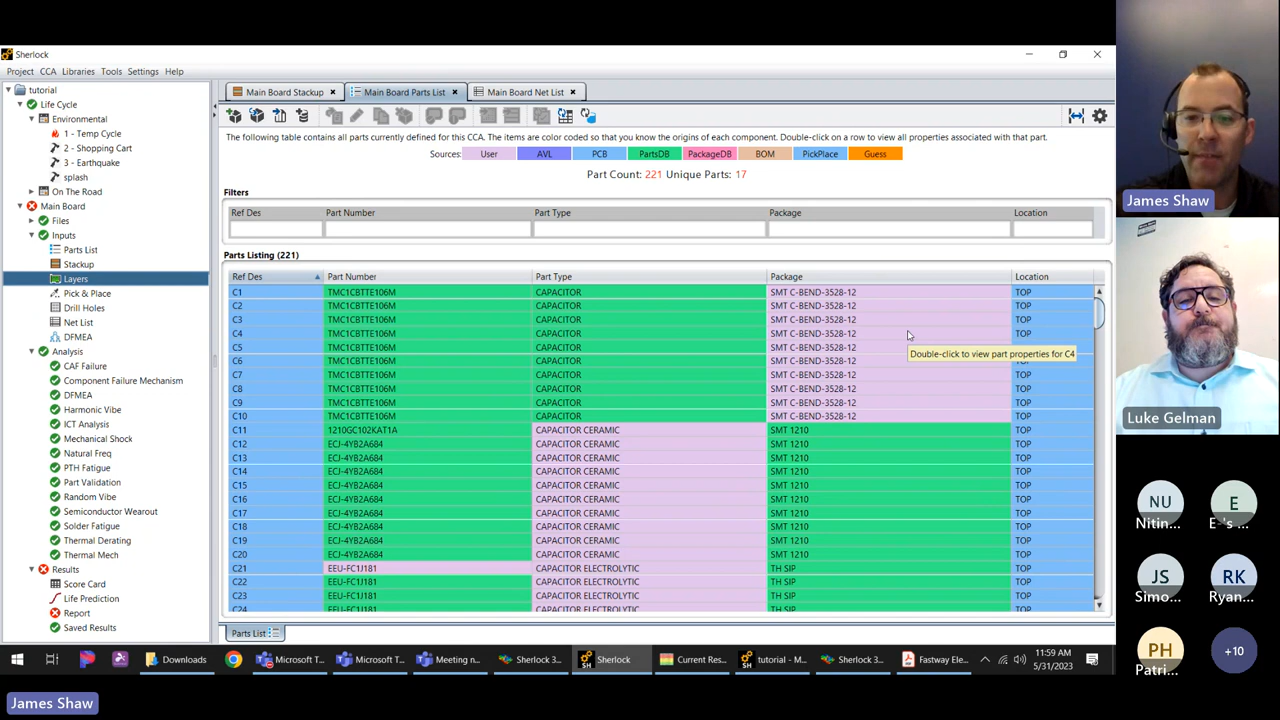 Sherlock
Project CCA Libraries Tools Settings Help
tutorial
Life Cycle
Environmental
1 - Temp Cycle
2 - Shopping Cart
3 - Earthquake
splash
On The Road
Main Board
Files
Inputs
Parts List
Stackup
Layers
Pick & Place
Drill Holes
Net List
DFMEA
Analysis
CAF Failure
Component Failure Mechanism
DFMEA
Harmonic Vibe
ICT Analysis
Mechanical Shock
Natural Freq
PTH Fatigue
Part Validation
Random Vibe
Semiconductor Wearout
Solder Fatigue
Thermal Derating
Thermal Mech
Results
Score Card
Life Prediction
Report
Saved Results
Main Board Stackup Main Board Parts List Main Board Net List
The following table contains all parts currently defined for this CCA. The items are color coded so that you know the origins of each component. Double-click on a row to view all properties associated with that part.
Sources: User AVL PCB PartsDB PackageDB BOM PickPlace Guess
Part Count: 221 Unique Parts: 17
Filters
Ref Des Part Number Part Type Package Location
Parts Listing (221)
Ref Des Part Number Part Type Package Location
C1 TMC1CBTTE106M CAPACITOR SMT C-BEND-3528-12 TOP
C2 TMC1CBTTE106M CAPACITOR SMT C-BEND-3528-12 TOP
C3 TMC1CBTTE106M CAPACITOR SMT C-BEND-3528-12 TOP
C4 TMC1CBTTE106M CAPACITOR SMT C-BEND-3528-12 TOP
C5 TMC1CBTTE106M CAPACITOR SMT C-BEND-3528-12
Double-click to view part properties for C4
C6 TMC1CBTTE106M CAPACITOR SMT C-BEND-3528-12
C7 TMC1CBTTE106M CAPACITOR SMT C-BEND-3528-12 TOP
C8 TMC1CBTTE106M CAPACITOR SMT C-BEND-3528-12 TOP
C9 TMC1CBTTE106M CAPACITOR SMT C-BEND-3528-12 TOP
C10 TMC1CBTTE106M CAPACITOR SMT C-BEND-3528-12 TOP
C11 1210GC102KAT1A CAPACITOR CERAMIC SMT 1210 TOP
C12 ECJ-4YB2A684 CAPACITOR CERAMIC SMT 1210 TOP
C13 ECJ-4YB2A684 CAPACITOR CERAMIC SMT 1210 TOP
C14 ECJ-4YB2A684 CAPACITOR CERAMIC SMT 1210 TOP
C15 ECJ-4YB2A684 CAPACITOR CERAMIC SMT 1210 TOP
C16 ECJ-4YB2A684 CAPACITOR CERAMIC SMT 1210 TOP
C17 ECJ-4YB2A684 CAPACITOR CERAMIC SMT 1210 TOP
C18 ECJ-4YB2A684 CAPACITOR CERAMIC SMT 1210 TOP
C19 ECJ-4YB2A684 CAPACITOR CERAMIC SMT 1210 TOP
C20 ECJ-4YB2A684 CAPACITOR CERAMIC SMT 1210 TOP
C21 EEU-FC1J181 CAPACITOR ELECTROLYTIC TH SIP TOP
C22 EEU-FC1J181 CAPACITOR ELECTROLYTIC TH SIP TOP
C23 EEU-FC1J181 CAPACITOR ELECTROLYTIC TH SIP TOP
C24 EEU-FC1J181 CAPACITOR ELECTROLYTIC TH SIP TOP
Parts List
Downloads Microsoft T... Microsoft T... Meeting n... Sherlock 3... Sherlock Current Res... tutorial - M... Sherlock 3... Fastway Ele...
11:59 AM
5/31/2023
James Shaw
James Shaw
Luke Gelman
NU E
Nitin... E-'s ...
JS RK
Simo... Ryan...
PH +10
Patri...